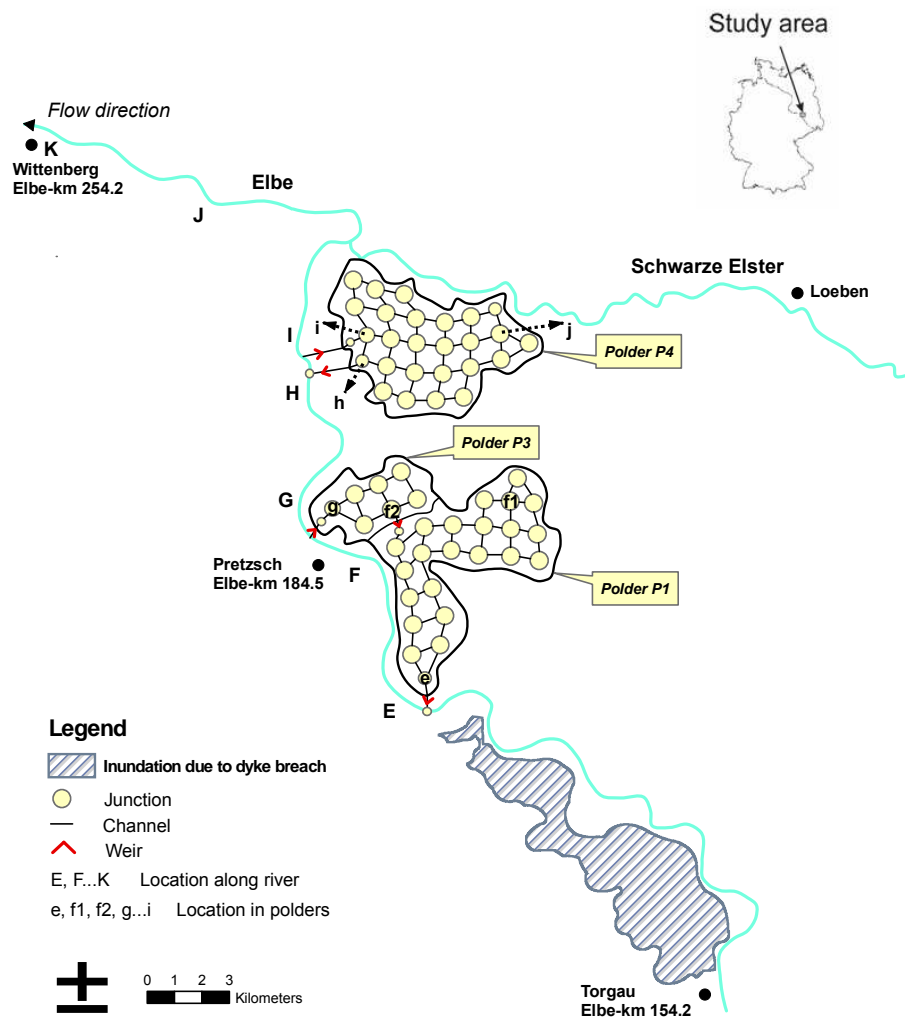 Study area
Flow direction
K
Wittenberg
Elbe-km 254.2
Elbe
J
Schwarze Elster
Loeben
I
i
j
Polder P4
H
h
Polder P3
G
g
f2
f1
Pretzsch
Elbe-km 184.5
F
Polder P1
e
E
Legend
Inundation due to dyke breach
Junction
Channel
Weir
E, F...K Location along river
e, f1, f2, g...i Location in polders
0 1 2 3
Kilometers
Torgau
Elbe-km 154.2